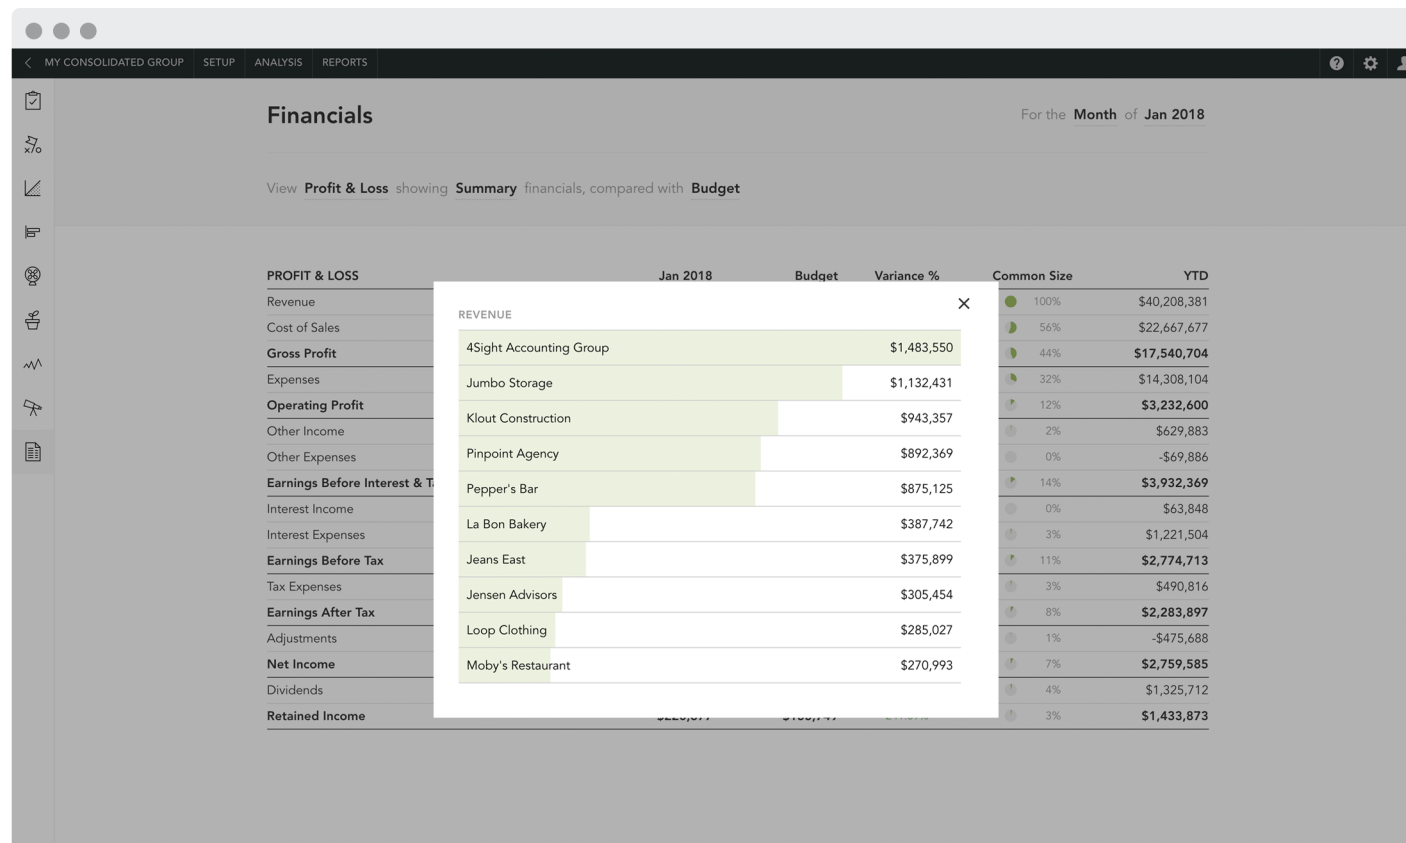 MY CONSOLIDATED GROUP SETUP ANALYSIS REPORTS
Financials
For the Month of Jan 2018
View Profit & Loss showing Summary financials, compared with Budget
PROFIT & LOSS Jan 2018 Budget Variance % Common Size YTD
Revenue 100% $40,208,381
Cost of Sales 56% $22,667,677
Gross Profit 44% $17,540,704
Expenses 32% $14,308,104
Operating Profit 12% $3,232,600
Other Income 2% $629,883
Other Expenses 0% -$69,886
Earnings Before Interest & 14% $3,932,369
Interest Income 0% $63,848
Interest Expenses 3% $1,221,504
Earnings Before Tax 11% $2,774,713
Tax Expenses 3% $490,816
Earnings After Tax 8% $2,283,897
Adjustments 1% -$475,688
Net Income 7% $2,759,585
Dividends 4% $1,325,712
Retained Income 3% $1,433,873
REVENUE
4Sight Accounting Group $1,483,550
Jumbo Storage $1,132,431
Klout Construction $943,357
Pinpoint Agency $892,369
Pepper's Bar $875,125
La Bon Bakery $387,742
Jeans East $375,899
Jensen Advisors $305,454
Loop Clothing $285,027
Moby's Restaurant $270,993